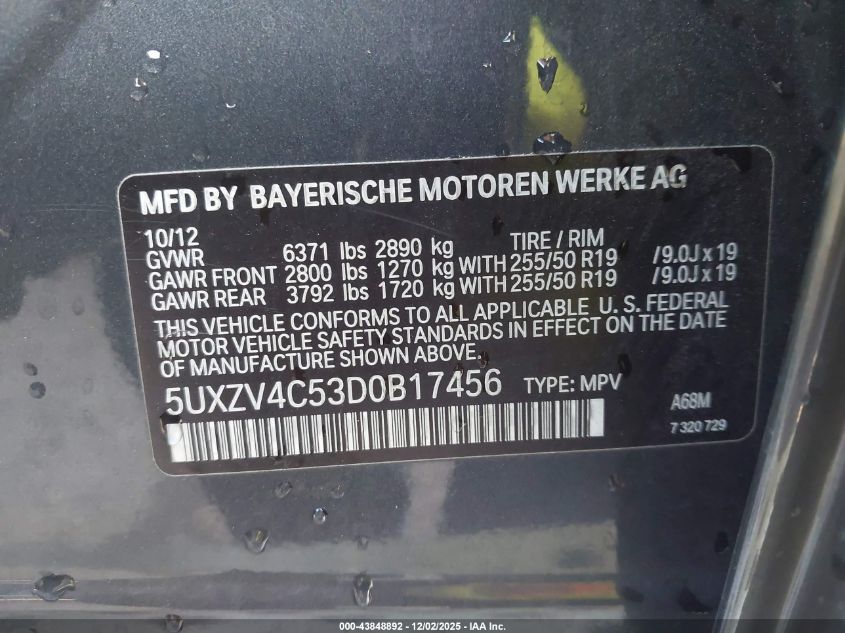 MFD BY BAYERISCHE MOTOREN WERKE AG
10/12 TIRE / RIM
GVWR 6371 lbs 2890 kg
GAWR FRONT 2800 lbs 1270 kg WITH 255/50 R19 /9.0J x 19
GAWR REAR 3792 lbs 1720 kg WITH 255/50 R19 /9.0J x 19
THIS VEHICLE CONFORMS TO ALL APPLICABLE U. S. FEDERAL
MOTOR VEHICLE SAFETY STANDARDS IN EFFECT ON THE DATE
OF MANUFACTURE SHOWN ABOVE.
5UXZV4C53D0B17456 TYPE: MPV
A68M
7 320 729
000-43848892 - 12/02/2025 - IAA Inc.